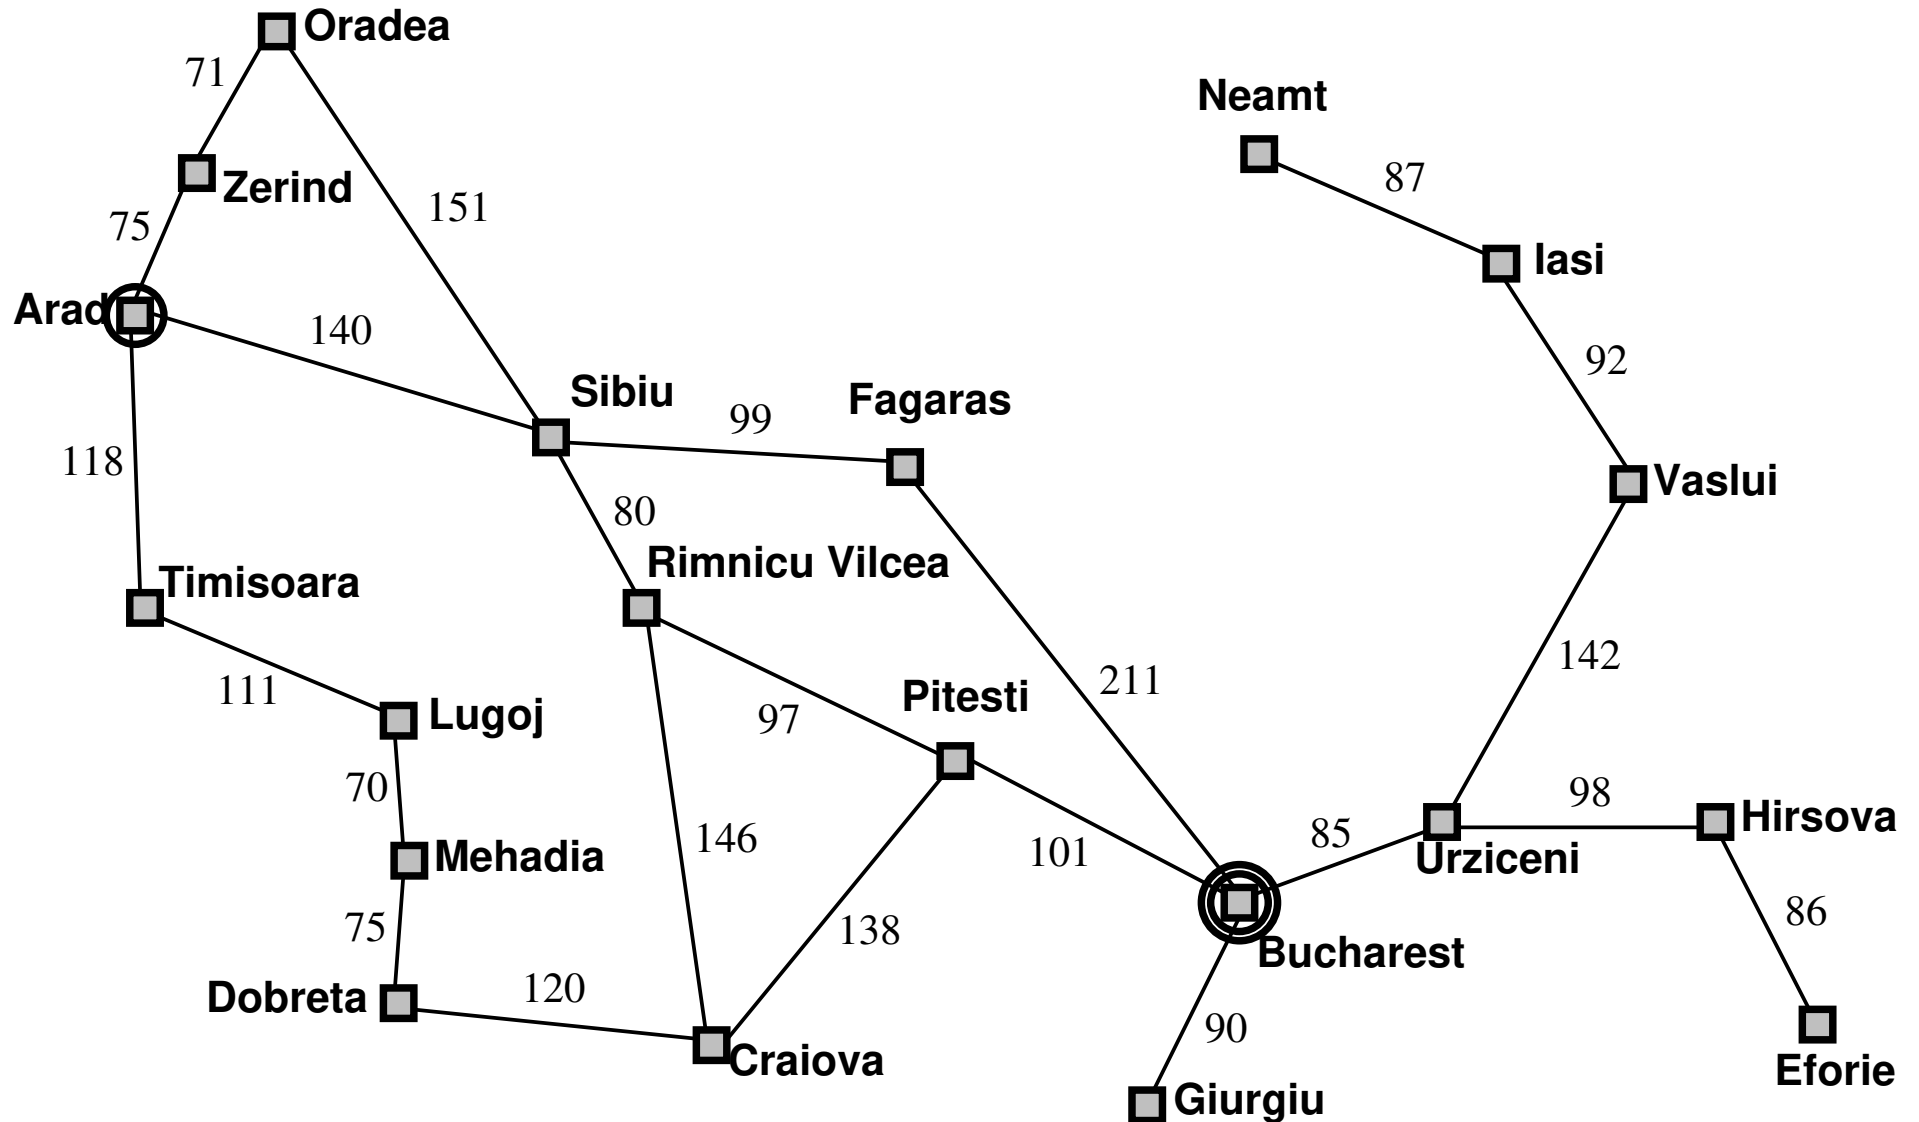 Oradea
71
Neamt
87
Zerind
151
75
Iasi
Arad
140
92
Sibiu
Fagaras
99
118
Vaslui
80
Rimnicu Vilcea
Timisoara
142
211
111
Pitesti
Lugoj
97
70
98
Hirsova
85
Urziceni
146
101
Mehadia
86
75
138
Bucharest
Dobreta
120
90
Craiova
Eforie
Giurgiu